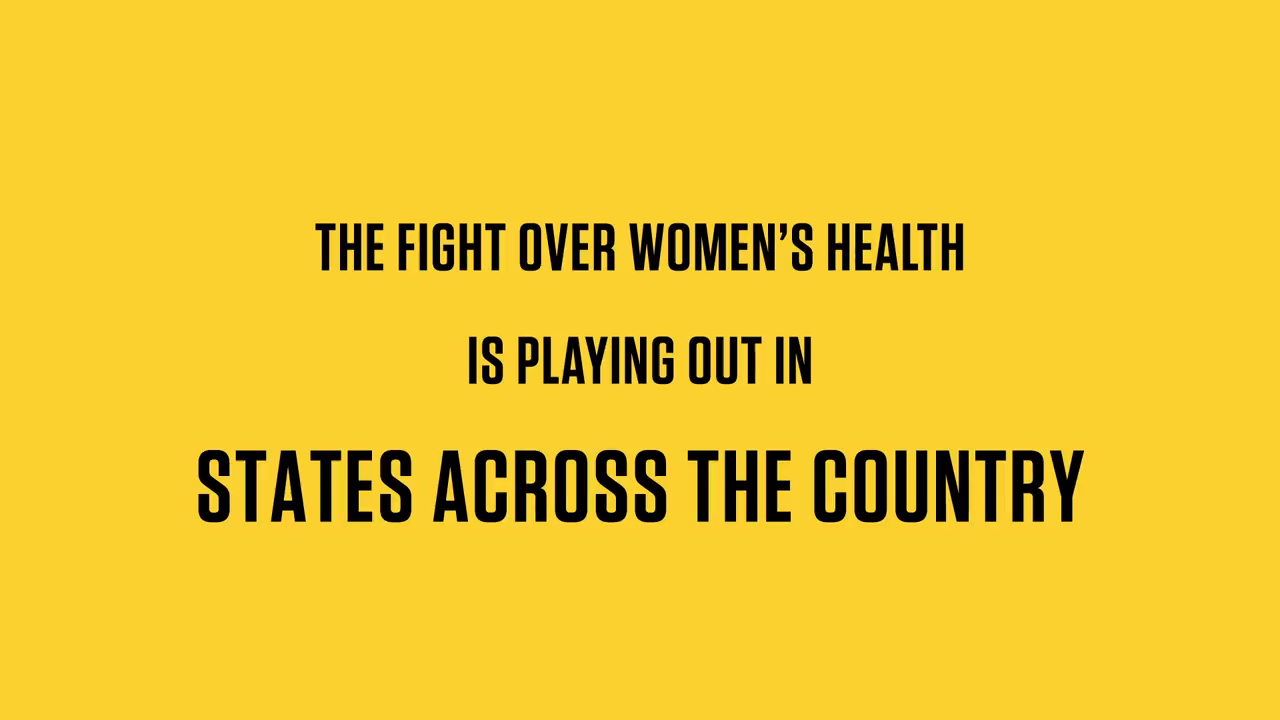 THE FIGHT OVER WOMEN’S HEALTH
IS PLAYING OUT IN
STATES ACROSS THE COUNTRY